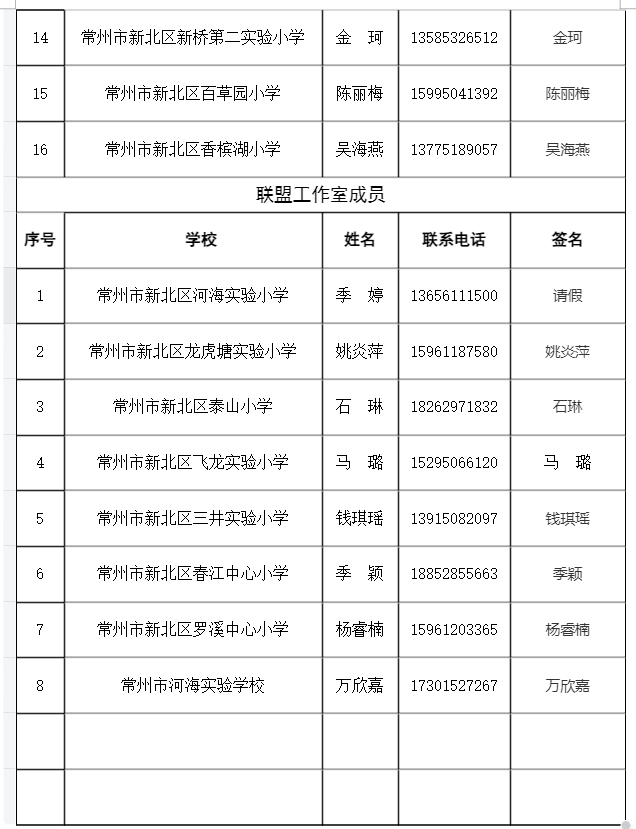 14 常州市新北区新桥第二实验小学 金　珂 13585326512 金珂
15 常州市新北区百草园小学 陈丽梅 15995041392 陈丽梅
16 常州市新北区香槟湖小学 吴海燕 13775189057 吴海燕
联盟工作室成员
序号 学校 姓名 联系电话 签名
1 常州市新北区河海实验小学 季　婷 13656111500 请假
2 常州市新北区龙虎塘实验小学 姚炎萍 15961187580 姚炎萍
3 常州市新北区泰山小学 石　琳 18262971832 石琳
4 常州市新北区飞龙实验小学 马　璐 15295066120 马　璐
5 常州市新北区三井实验小学 钱琪瑶 13915082097 钱琪瑶
6 常州市新北区春江中心小学 季　颖 18852855663 季颖
7 常州市新北区罗溪中心小学 杨睿楠 15961203365 杨睿楠
8 常州市河海实验学校 万欣嘉 17301527267 万欣嘉